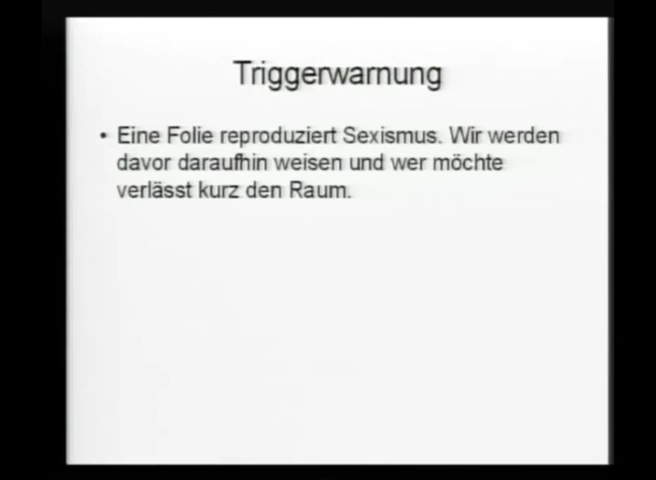 Triggerwarnung
• Eine Folie reproduziert Sexismus. Wir werden
davor daraufhin weisen und wer möchte
verlässt kurz den Raum.